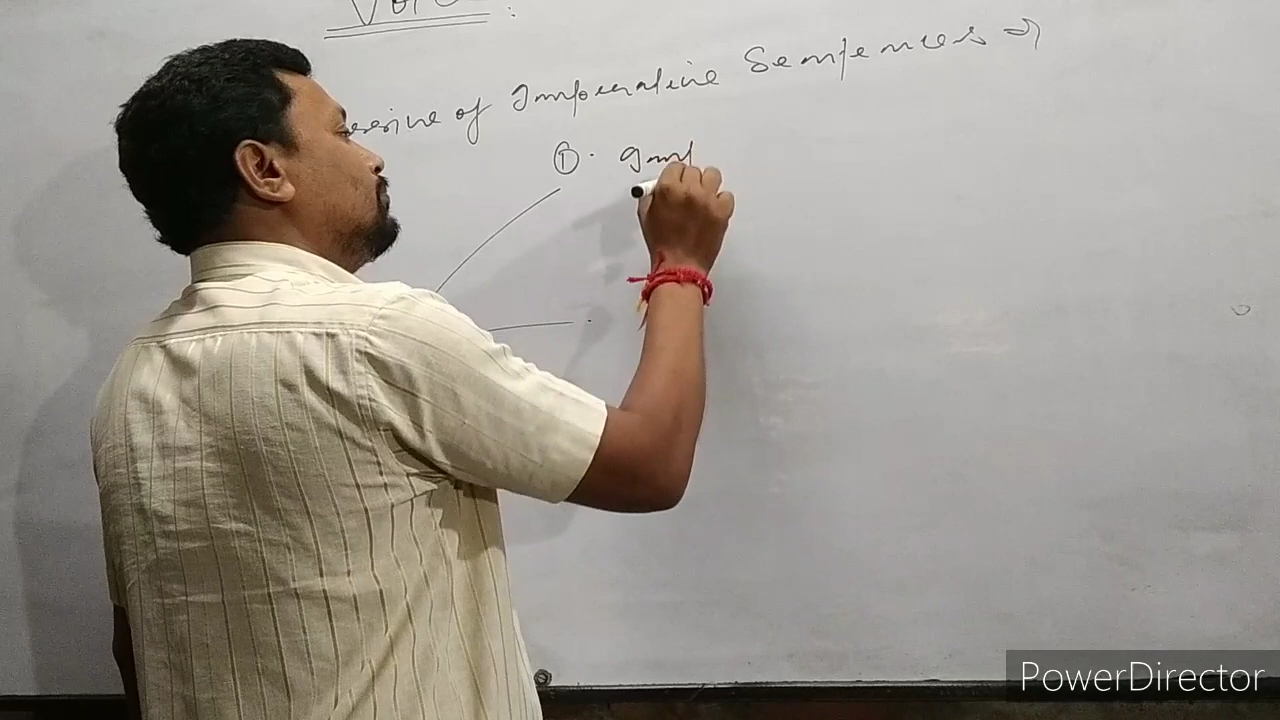 of Imperative Sentences ⇒
①. Imp
PowerDirector